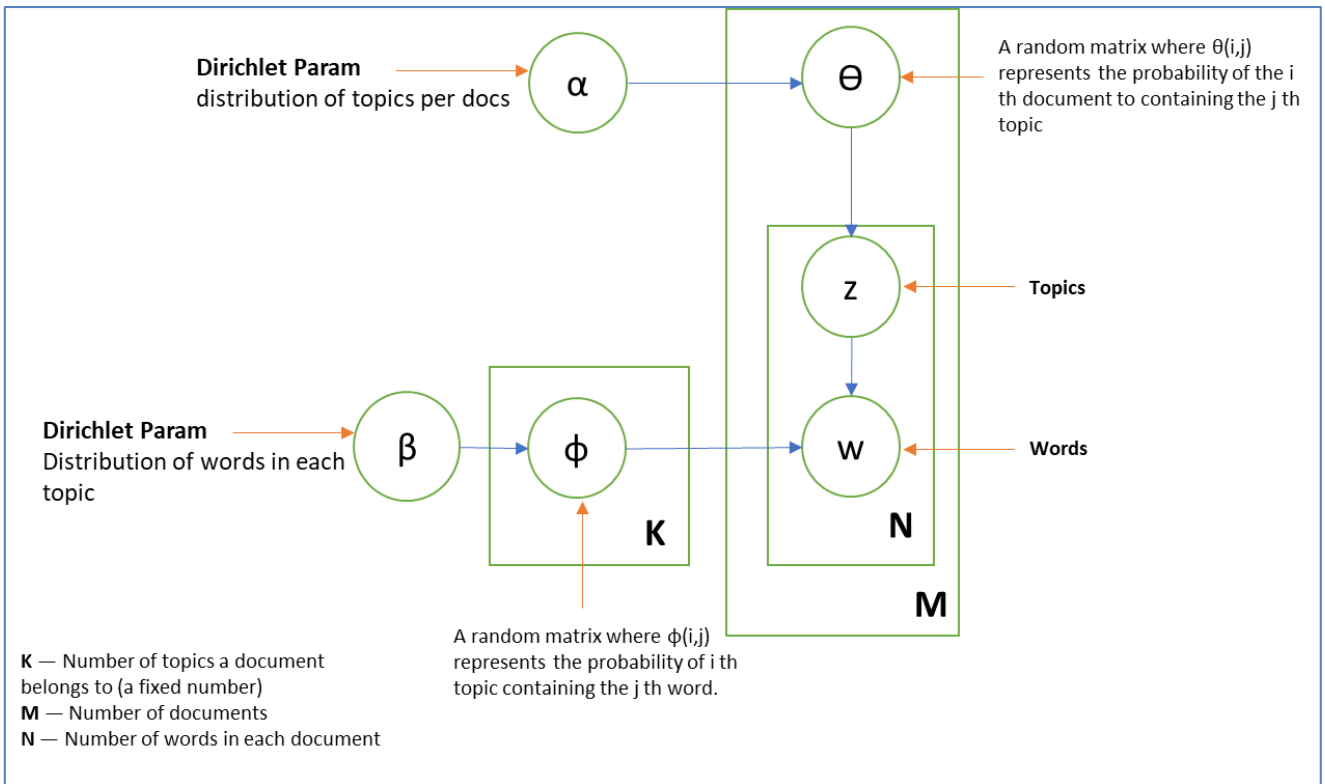 Dirichlet Param
distribution of topics per docs
α
Ө
A random matrix where θ(i,j)
represents the probability of the i
th document to containing the j th
topic
z
Topics
Dirichlet Param
Distribution of words in each
topic
β
ϕ
w
Words
K
N
M
A random matrix where ϕ(i,j)
represents the probability of i th
topic containing the j th word.
K — Number of topics a document
belongs to (a fixed number)
M — Number of documents
N — Number of words in each document